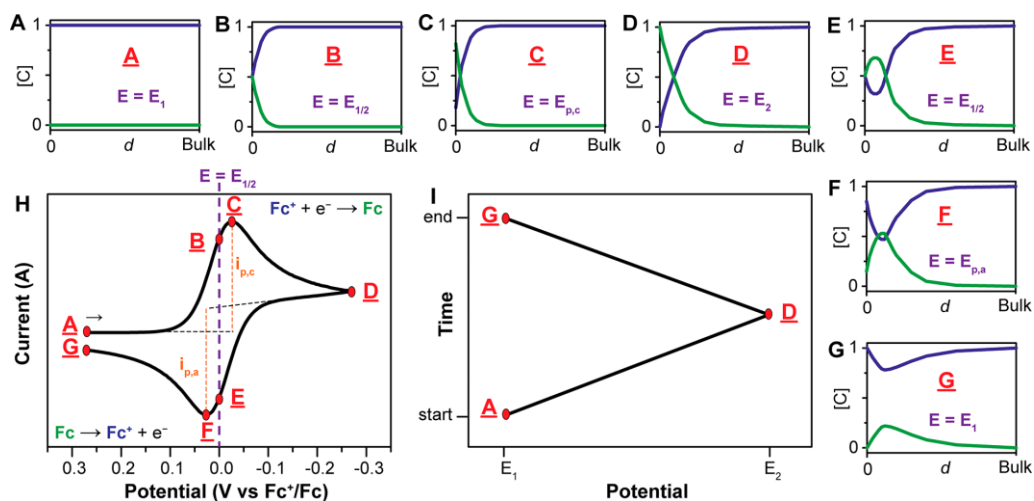 A
[C]
1
0
A
E = E₁
0
d
Bulk
B
1
0
B
E = E₁/₂
0
d
Bulk
C
1
0
C
E = Eₚ,c
0
d
Bulk
D
1
0
D
E = E₂
0
d
Bulk
E
[C]
1
0
E
E = E₁/₂
0
d
Bulk
E = E₁/₂
H
Fc⁺ + e⁻ → Fc
C
B
iₚ,c
D
A →
G
iₚ,a
E
F
Fc → Fc⁺ + e⁻
Current (A)
0.3
0.2
0.1
0.0
-0.1
-0.2
-0.3
Potential (V vs Fc⁺/Fc)
I
end
G
D
A
start
Time
E₁
E₂
Potential
F
[C]
1
0
F
E = Eₚ,a
0
d
Bulk
G
[C]
1
0
G
E = E₁
0
d
Bulk